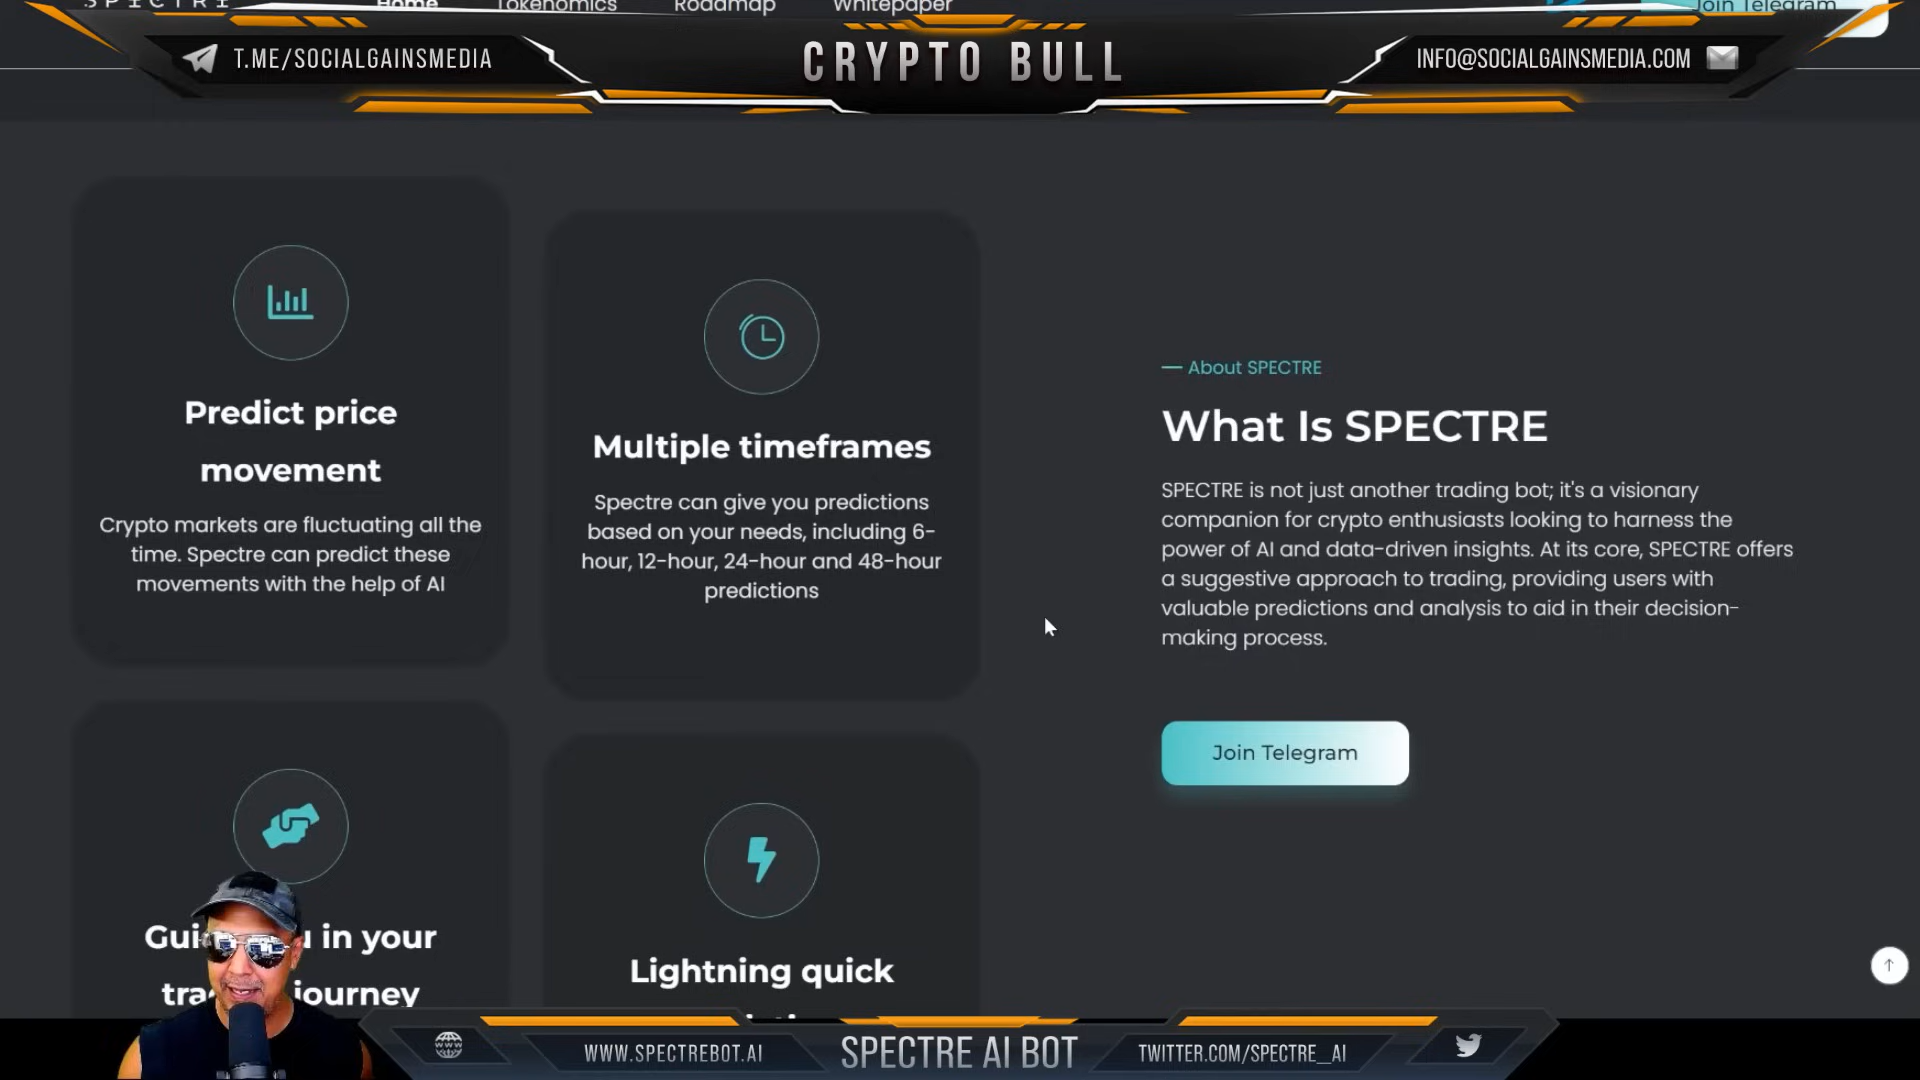 SPECTRE
Home
Tokenomics
Roadmap
Whitepaper
Join Telegram
T.ME/SOCIALGAINSMEDIA
CRYPTO BULL
INFO@SOCIALGAINSMEDIA.COM
Predict price
movement
Crypto markets are fluctuating all the
time. Spectre can predict these
movements with the help of AI
Multiple timeframes
Spectre can give you predictions
based on your needs, including 6-
hour, 12-hour, 24-hour and 48-hour
predictions
— About SPECTRE
What Is SPECTRE
SPECTRE is not just another trading bot; it's a visionary
companion for crypto enthusiasts looking to harness the
power of AI and data-driven insights. At its core, SPECTRE offers
a suggestive approach to trading, providing users with
valuable predictions and analysis to aid in their decision-
making process.
Join Telegram
in your
journey
Lightning quick
WWW
WWW.SPECTREBOT.AI
SPECTRE AI BOT
TWITTER.COM/SPECTRE__AI